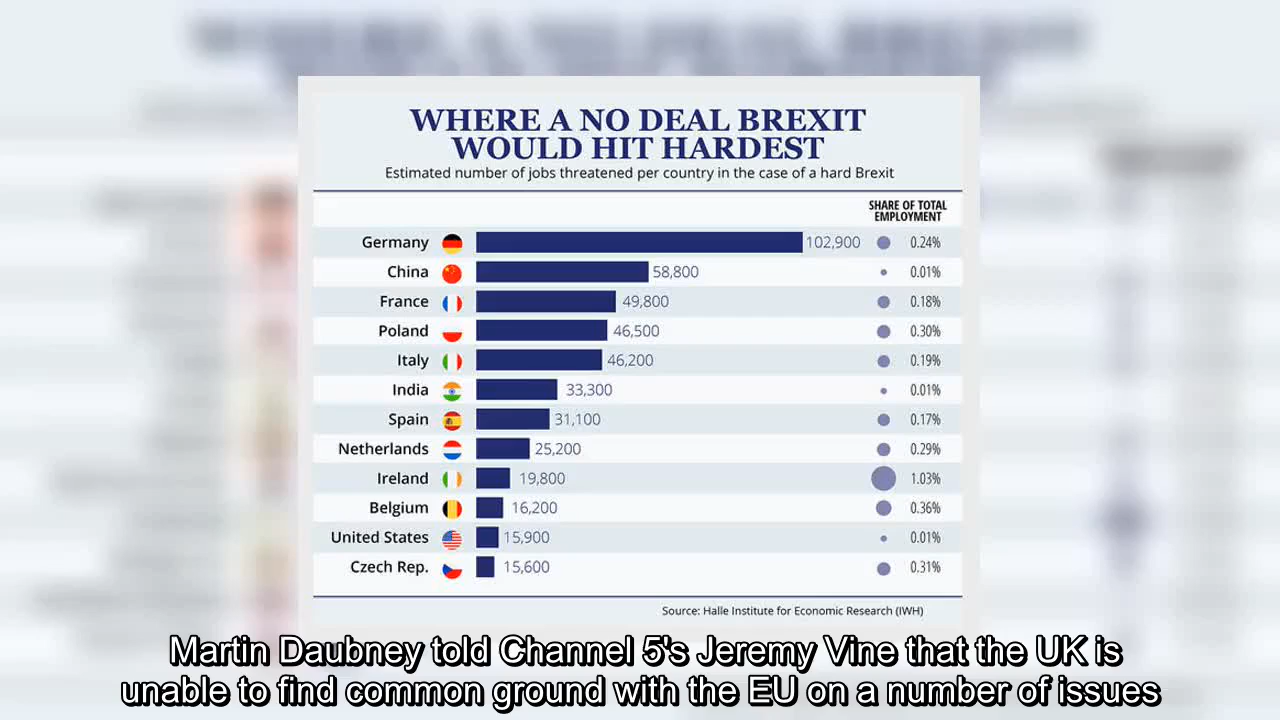 WHERE A NO DEAL BREXIT
WOULD HIT HARDEST
Estimated number of jobs threatened per country in the case of a hard Brexit
SHARE OF TOTAL
EMPLOYMENT
Germany 102,900 0.24%
China 58,800 0.01%
France 49,800 0.18%
Poland 46,500 0.30%
Italy 46,200 0.19%
India 33,300 0.01%
Spain 31,100 0.17%
Netherlands 25,200 0.29%
Ireland 19,800 1.03%
Belgium 16,200 0.36%
United States 15,900 0.01%
Czech Rep. 15,600 0.31%
Source: Halle Institute for Economic Research (IWH)
Martin Daubney told Channel 5's Jeremy Vine that the UK is
unable to find common ground with the EU on a number of issues